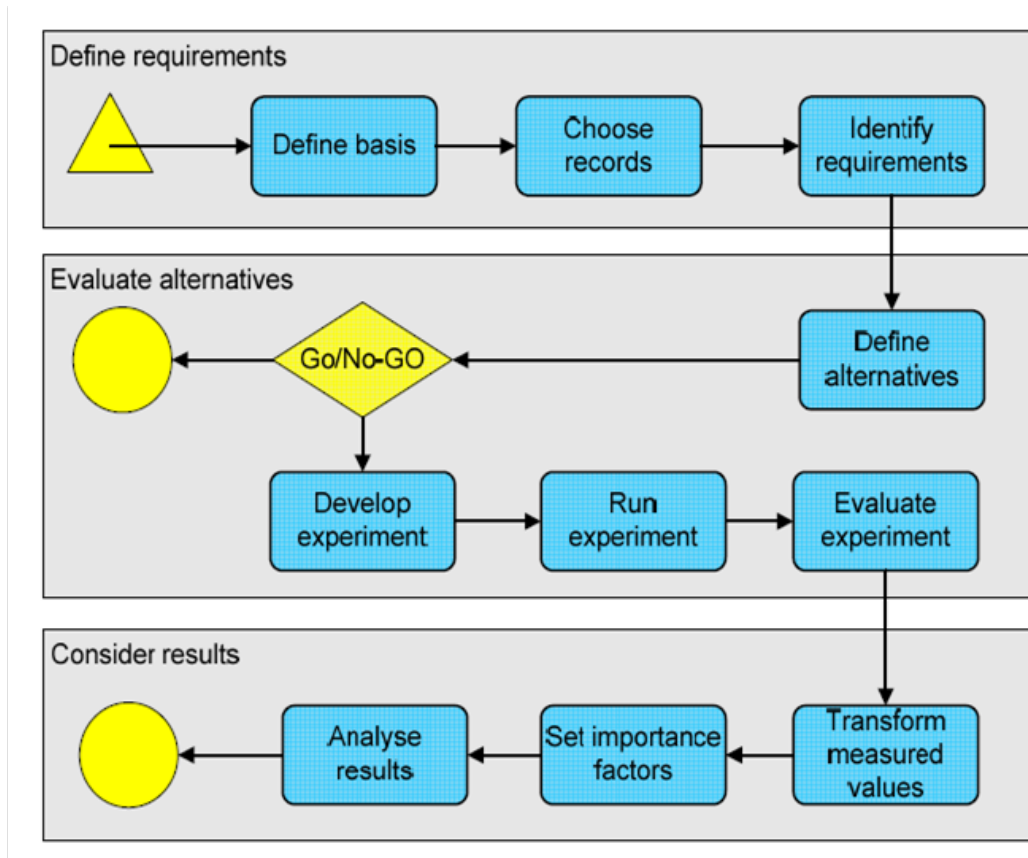 Define requirements
Define basis
Choose
records
Identify
requirements
Evaluate alternatives
Go/No-GO
Define
alternatives
Develop
experiment
Run
experiment
Evaluate
experiment
Consider results
Analyse
results
Set importance
factors
Transform
measured
values